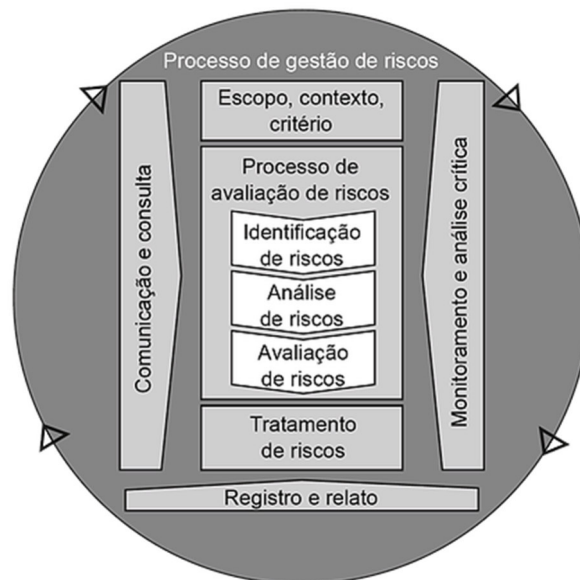 Processo de gestão de riscos
Escopo, contexto,
critério
Processo de
avaliação de riscos
Identificação
de riscos
Análise
de riscos
Avaliação
de riscos
Tratamento
de riscos
Comunicação e consulta
Monitoramento e análise crítica
Registro e relato